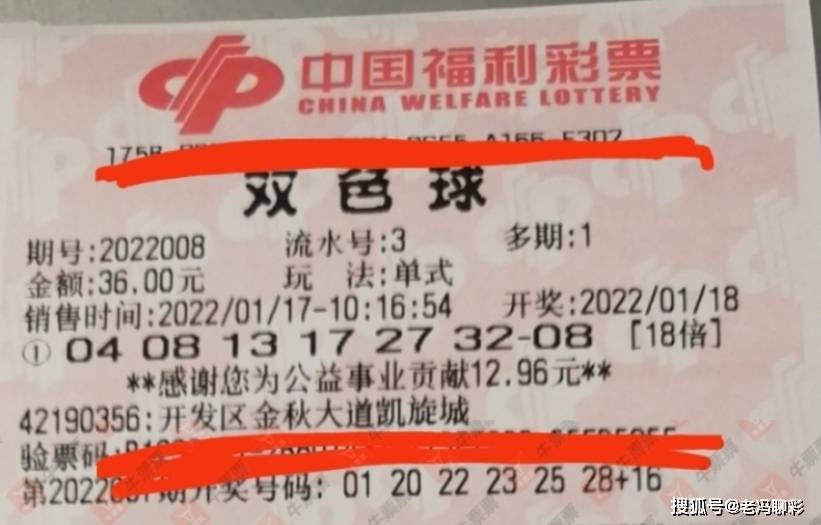 中国福利彩票
CHINA WELFARE LOTTERY
双色球
期号:2022008 流水号:3 多期:1
金额:36.00元 玩 法:单式
销售时间:2022/01/17-10:16:54 开奖:2022/01/18
① 04 08 13 17 27 32-08 [18倍]
**感谢您为公益事业贡献12.96元**
42190356:开发区金秋大道凯旋城
验票码:
期开奖号码: 01 20 22 23 25 28+16
搜狐号@老冯聊彩